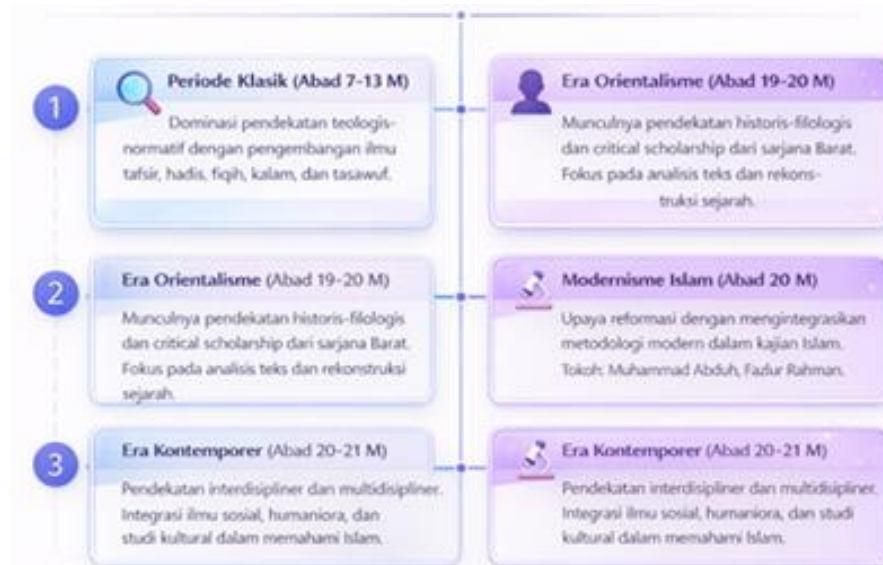 1
Periode Klasik (Abad 7-13 M)
Dominasi pendekatan teologis-
normatif dengan pengembangan ilmu
tafsir, hadis, fiqih, kalam, dan tasawuf.
Era Orientalisme (Abad 19-20 M)
Munculnya pendekatan historis-filologis
dan critical scholarship dari sarjana Barat.
Fokus pada analisis teks dan rekons-
truksi sejarah.
2
Era Orientalisme (Abad 19-20 M)
Munculnya pendekatan historis-filologis
dan critical scholarship dari sarjana Barat.
Fokus pada analisis teks dan rekonstruksi
sejarah.
Modernisme Islam (Abad 20 M)
Upaya reformasi dengan mengintegrasikan
metodologi modern dalam kajian Islam.
Tokoh: Muhammad Abduh, Fazlur Rahman.
3
Era Kontemporer (Abad 20-21 M)
Pendekatan interdisipliner dan multidisipliner.
Integrasi ilmu sosial, humaniora, dan
studi kultural dalam memahami Islam.
Era Kontemporer (Abad 20-21 M)
Pendekatan interdisipliner dan multidisipliner.
Integrasi ilmu sosial, humaniora, dan studi
kultural dalam memahami Islam.